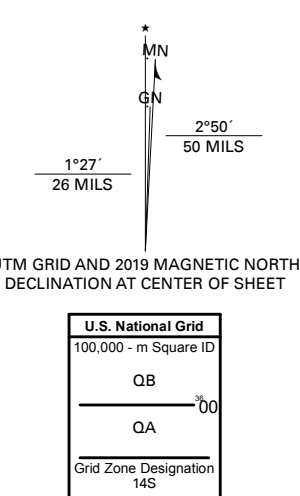 ★
MN
GN
2°50´
50 MILS
1°27´
26 MILS
UTM GRID AND 2019 MAGNETIC NORTH
DECLINATION AT CENTER OF SHEET
U.S. National Grid
100,000 - m Square ID
QB
3600
QA
Grid Zone Designation
14S